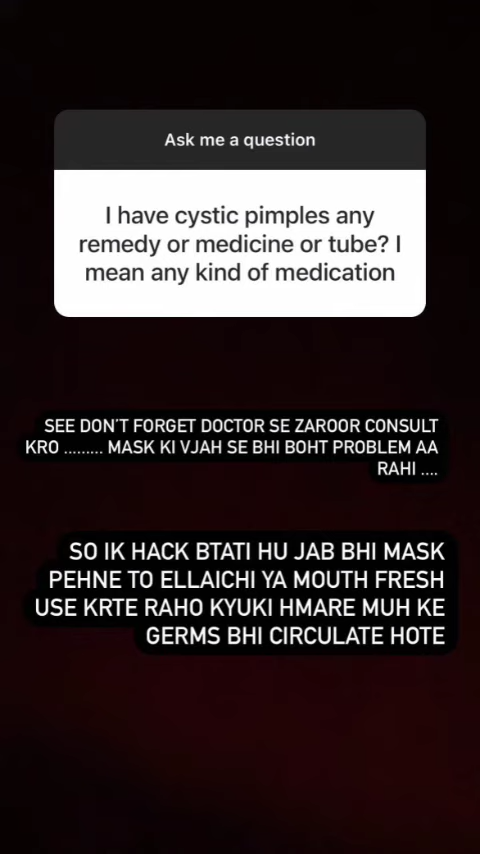 Ask me a question
I have cystic pimples any
remedy or medicine or tube? I
mean any kind of medication
SEE DON'T FORGET DOCTOR SE ZAROOR CONSULT
KRO ......... MASK KI VJAH SE BHI BOHT PROBLEM AA
RAHI ....
SO IK HACK BTATI HU JAB BHI MASK
PEHNE TO ELLAICHI YA MOUTH FRESH
USE KRTE RAHO KYUKI HMARE MUH KE
GERMS BHI CIRCULATE HOTE